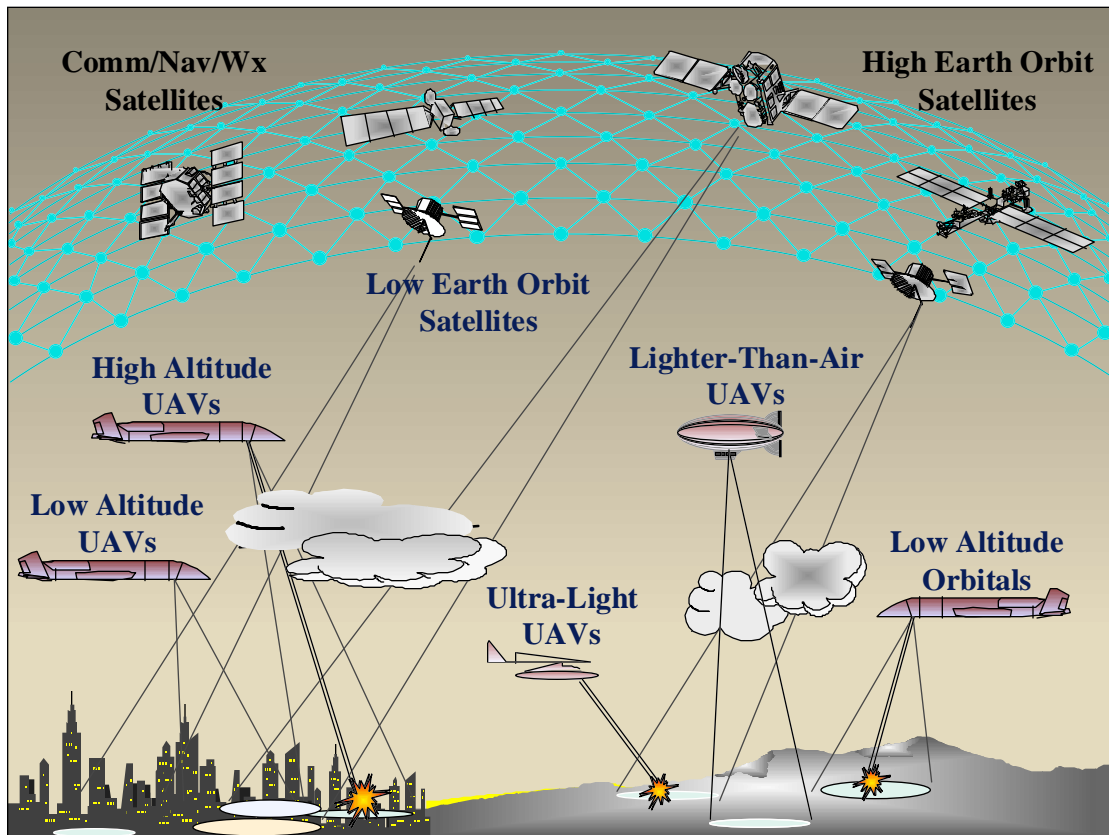 Comm/Nav/Wx
Satellites
High Earth Orbit
Satellites
Low Earth Orbit
Satellites
High Altitude
UAVs
Lighter-Than-Air
UAVs
Low Altitude
UAVs
Low Altitude
Orbitals
Ultra-Light
UAVs